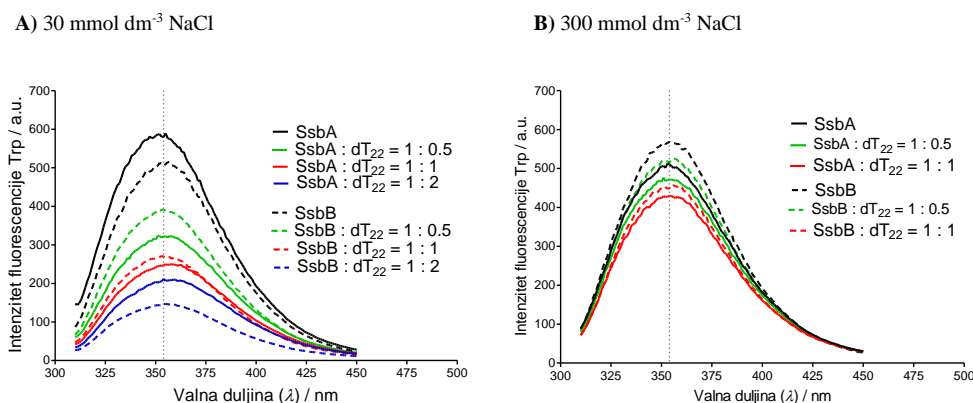 A) 30 mmol dm-3 NaCl
B) 300 mmol dm-3 NaCl
Intenzitet fluorescencije Trp / a.u.
700
600
500
400
300
200
100
0
300
325
350
375
400
425
450
475
500
Valna duljina (λ) / nm
SsbA
SsbA : dT22 = 1 : 0.5
SsbA : dT22 = 1 : 1
SsbA : dT22 = 1 : 2
SsbB
SsbB : dT22 = 1 : 0.5
SsbB : dT22 = 1 : 1
SsbB : dT22 = 1 : 2
Intenzitet fluorescencije Trp / a.u.
700
600
500
400
300
200
100
0
300
325
350
375
400
425
450
475
500
Valna duljina (λ) / nm
SsbA
SsbA : dT22 = 1 : 0.5
SsbA : dT22 = 1 : 1
SsbB
SsbB : dT22 = 1 : 0.5
SsbB : dT22 = 1 : 1